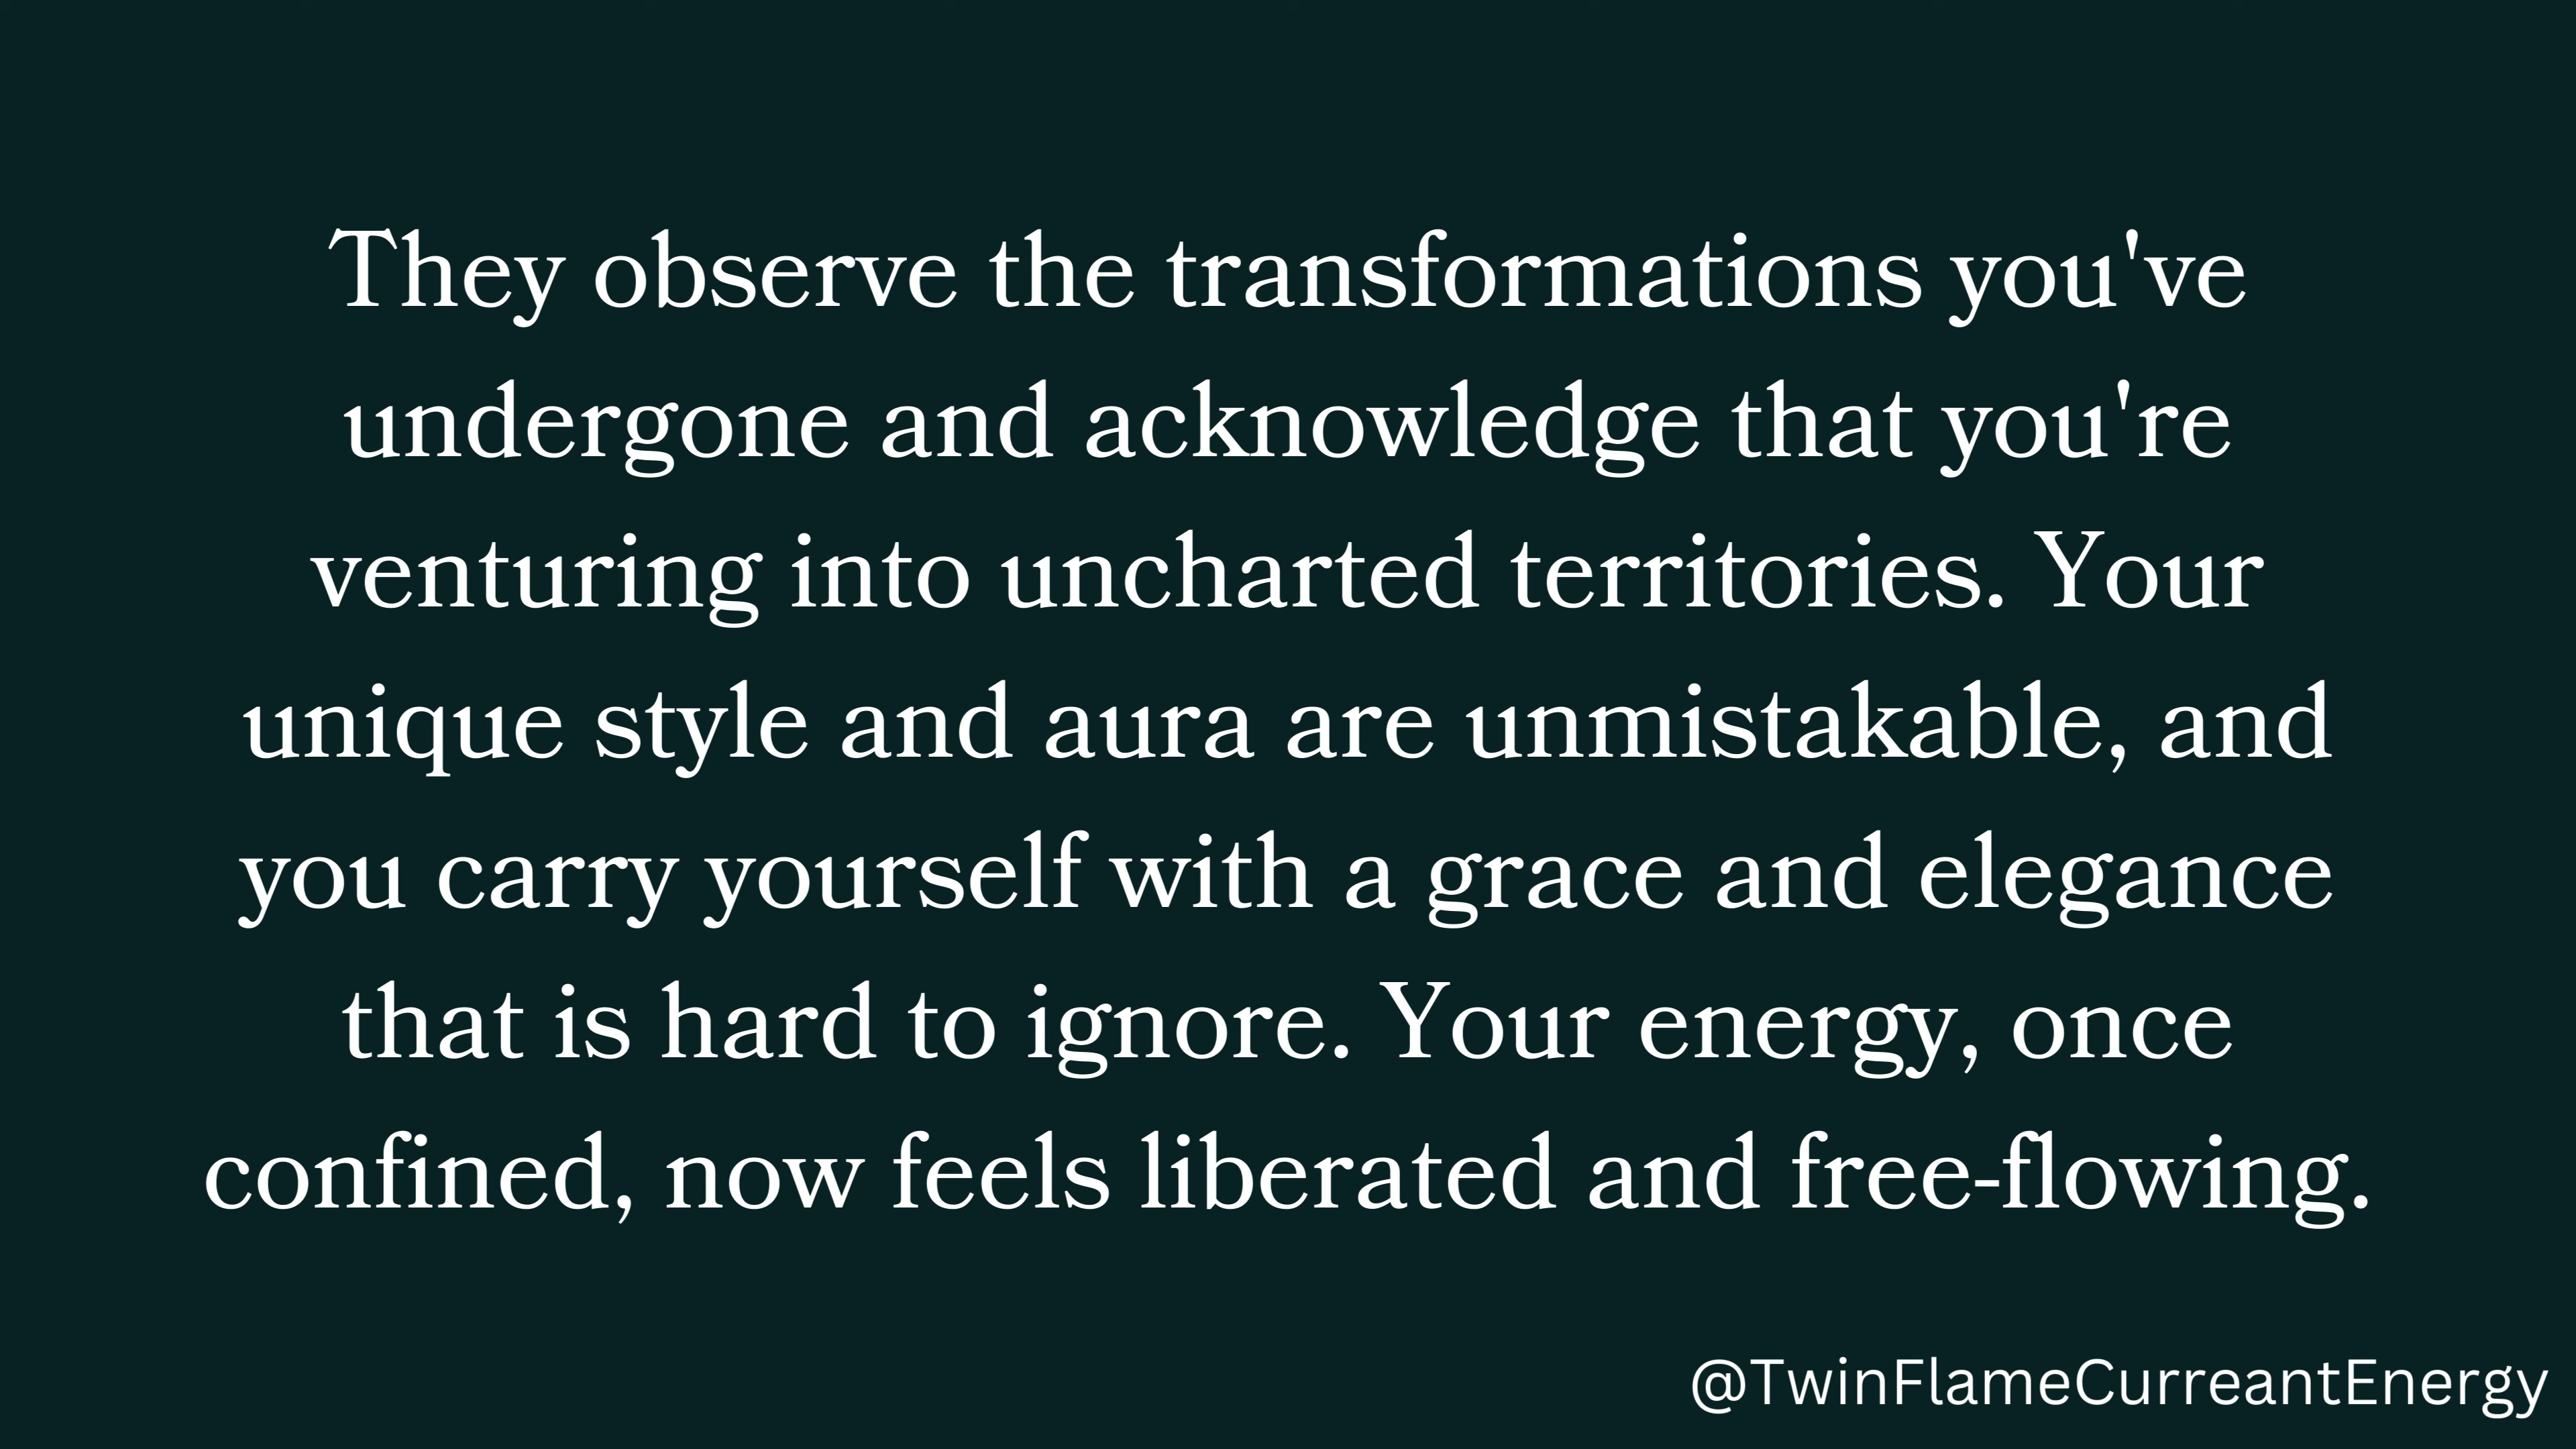 They observe the transformations you've
undergone and acknowledge that you're
venturing into uncharted territories. Your
unique style and aura are unmistakable, and
you carry yourself with a grace and elegance
that is hard to ignore. Your energy, once
confined, now feels liberated and free-flowing.
@TwinFlameCurreantEnergy